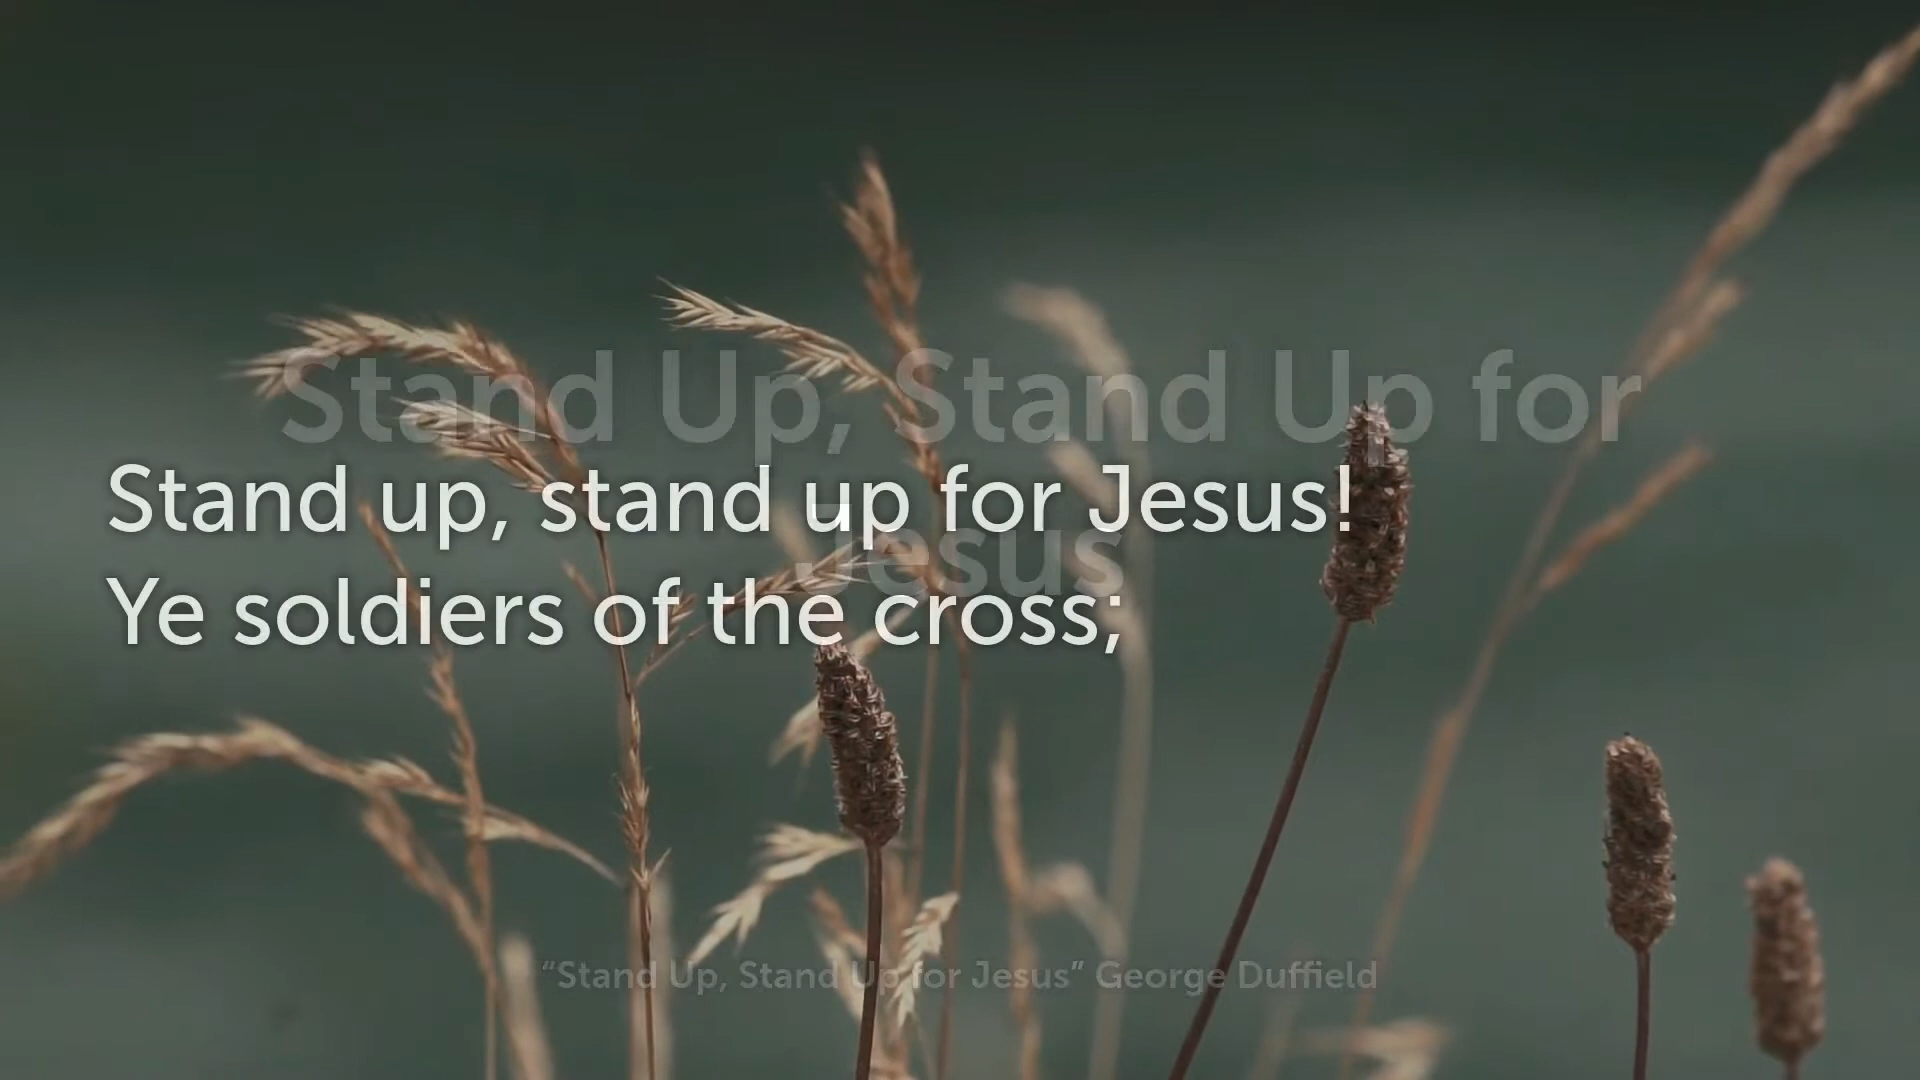 Stand Up, Stand Up for
Stand up, stand up for Jesus!
Jesus
Ye soldiers of the cross;
“Stand Up, Stand Up for Jesus” George Duffield